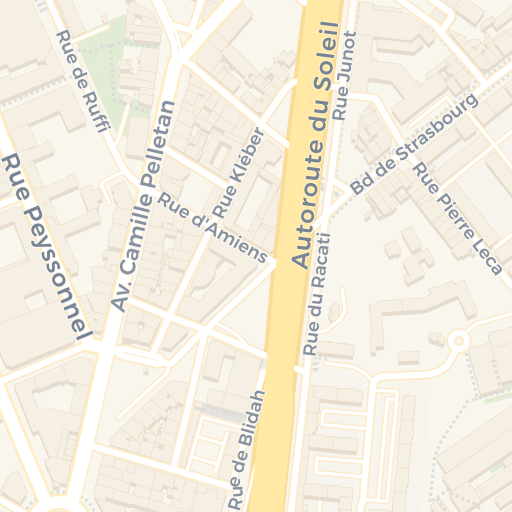 Rue de Ruffi
Av. Camille Pelletan
Rue Kléber
Autoroute du Soleil
Rue Junot
Bd de Strasbourg
Rue Pierre Leca
Rue Peyssonnel
Rue d'Amiens
Rue du Racati
Rue de Blidah